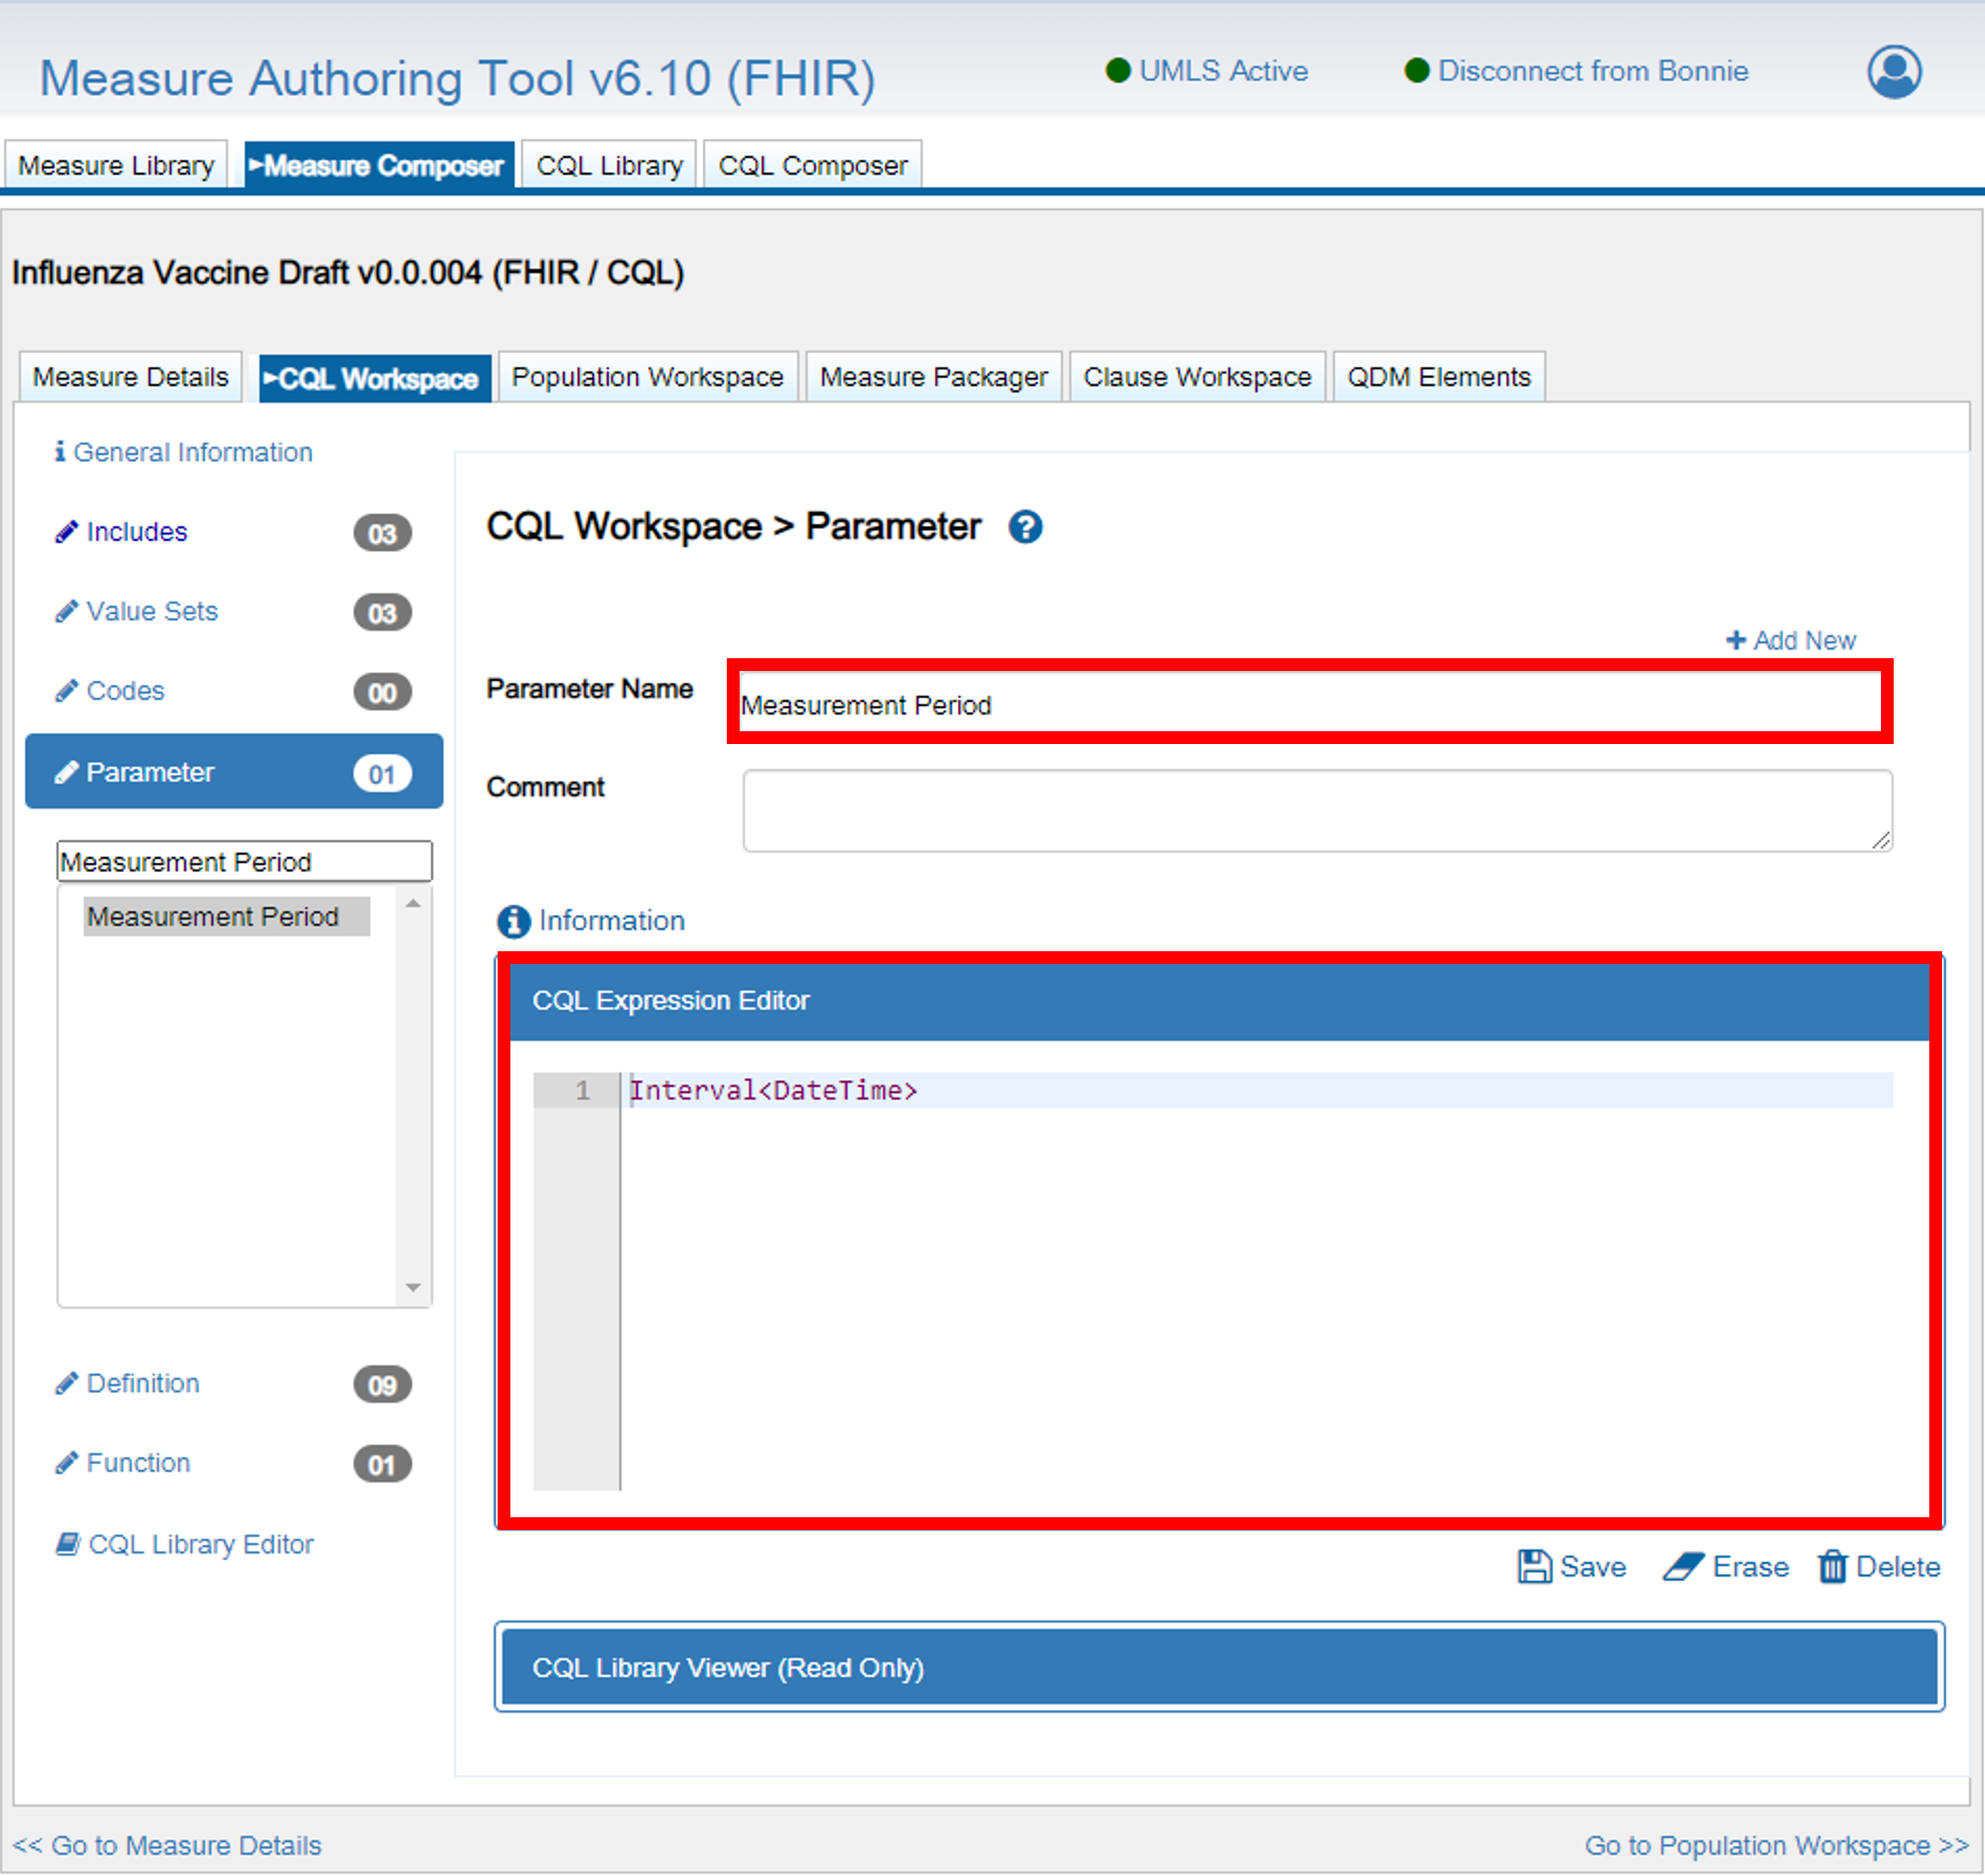 Measure Authoring Tool v6.10 (FHIR)
UMLS Active
Disconnect from Bonnie
Measure Library
►Measure Composer
CQL Library
CQL Composer
Influenza Vaccine Draft v0.0.004 (FHIR / CQL)
Measure Details
►CQL Workspace
Population Workspace
Measure Packager
Clause Workspace
QDM Elements
General Information
Includes 03
Value Sets 03
Codes 00
Parameter 01
Measurement Period
Measurement Period
Definition 09
Function 01
CQL Library Editor
CQL Workspace > Parameter
+ Add New
Parameter Name
Measurement Period
Comment
Information
CQL Expression Editor
1 Interval<DateTime>
Save
Erase
Delete
CQL Library Viewer (Read Only)
<< Go to Measure Details
Go to Population Workspace >>